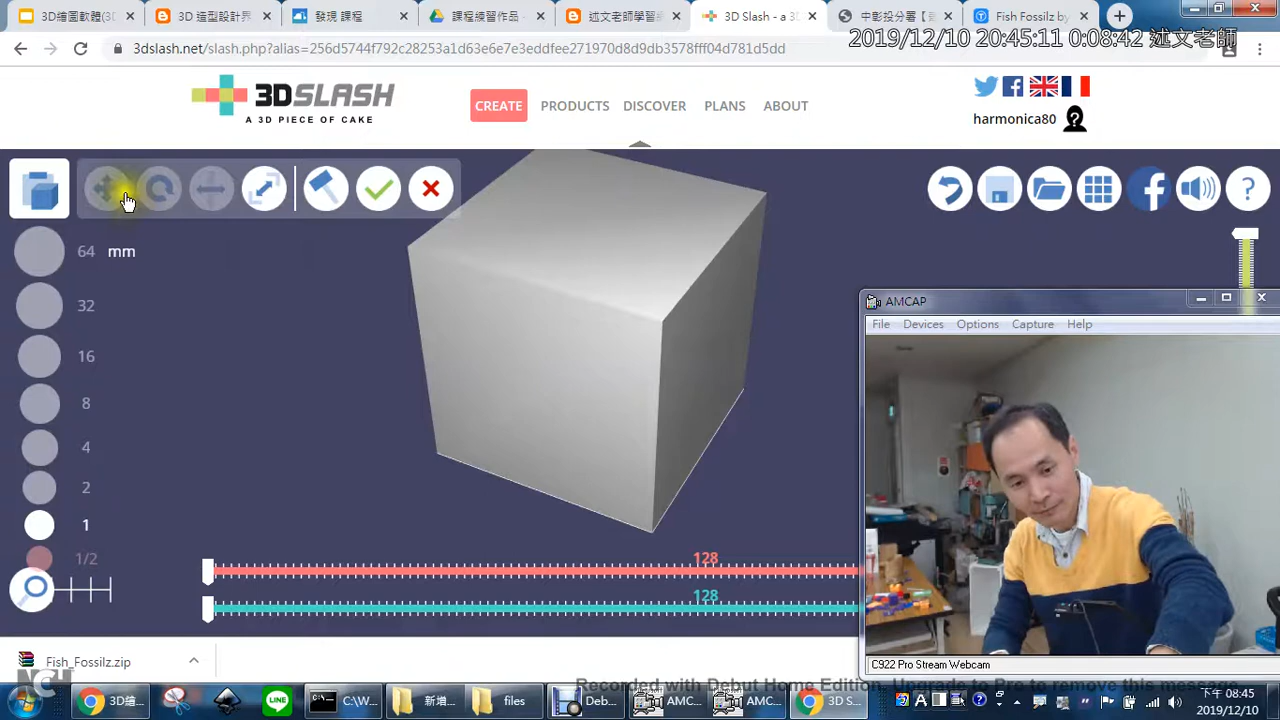 3D繪圖軟體(
3D 造型設計界
發現 課程
課程練習作品 -
述文老師學習
3D Slash - a 3D
中彰投分署【
Fish Fossilz by
3dslash.net/slash.php?alias=256d5744f792c28253a1d63e6e7e3eddfee271970d8d9db3578fff04d781d5dd
2019/12/10 20:45:11 0:08:42 述文老師
3DSLASH
A 3D PIECE OF CAKE
CREATE
PRODUCTS
DISCOVER
PLANS
ABOUT
harmonica80
64 mm
32
16
8
4
2
1
1/2
128
128
AMCAP
File Devices Options Capture Help
C922 Pro Stream Webcam
Fish_Fossilz.zip
NCH
Recorded with Debut Home Edition. Upgrade to Pro to remove this message
3D信
LINE
C:\W...
新增...
files
Deb...
AMC...
AMC...
3D S...
下午 08:45
2019/12/10